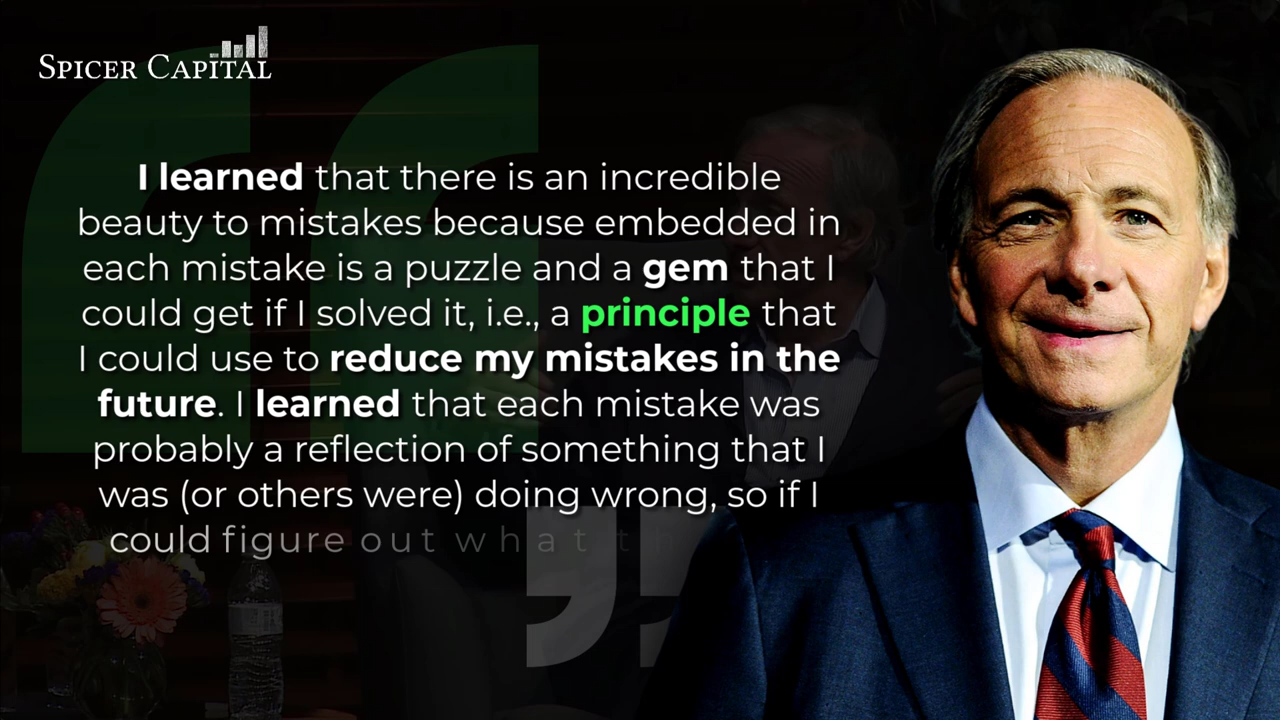 SPICER CAPITAL
I learned that there is an incredible
beauty to mistakes because embedded in
each mistake is a puzzle and a gem that I
could get if I solved it, i.e., a principle that
I could use to reduce my mistakes in the
future. I learned that each mistake was
probably a reflection of something that I
was (or others were) doing wrong, so if I
could figure out what